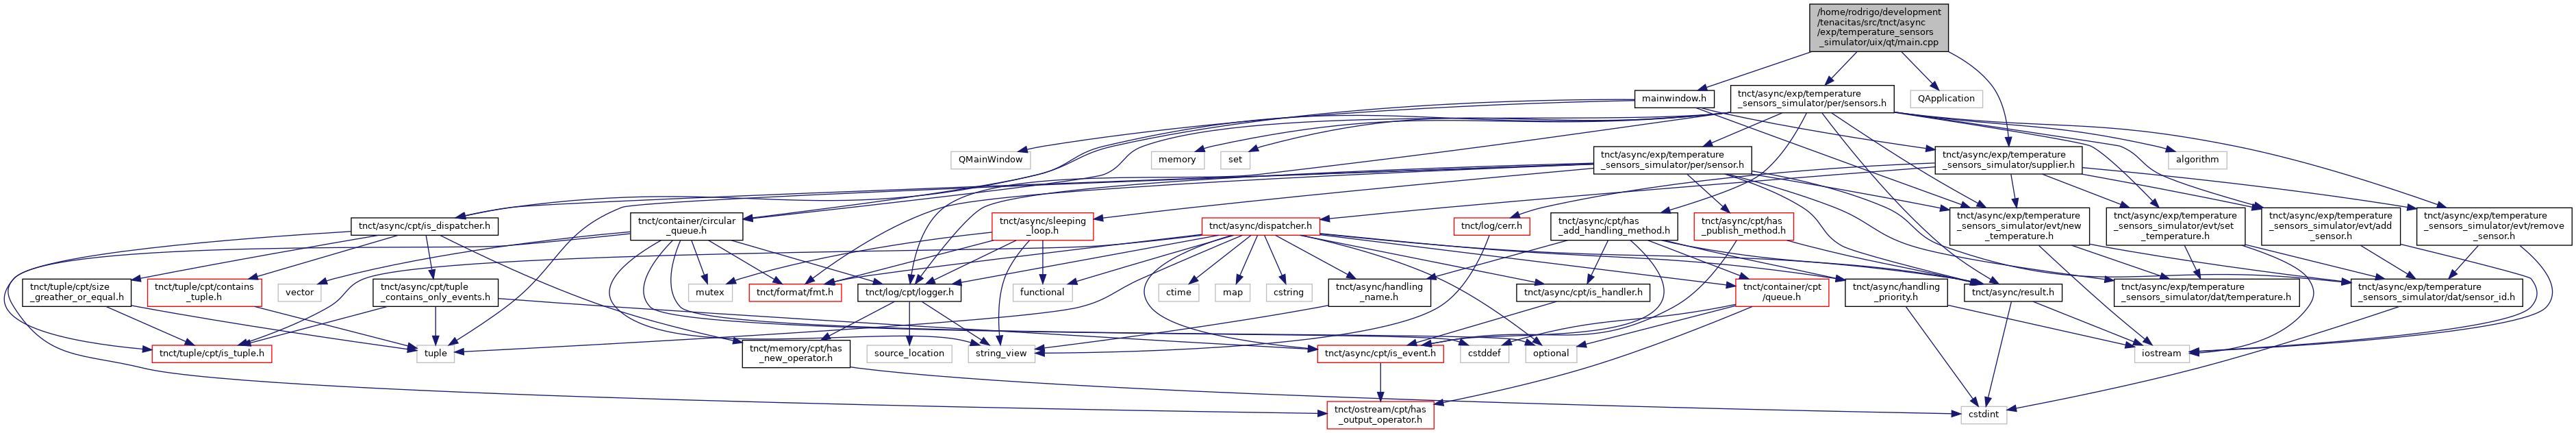 /home/rodrigo/development
/tenacitas/src/tnct/async
/exp/temperature_sensors
_simulator/uix/qt/main.cpp
mainwindow.h
tnct/async/exp/temperature
_sensors_simulator/per/sensors.h
QApplication
QMainWindow
memory
set
tnct/async/exp/temperature
_sensors_simulator/per/sensor.h
tnct/async/exp/temperature
_sensors_simulator/supplier.h
algorithm
tnct/async/cpt/is_dispatcher.h
tnct/container/circular
_queue.h
tnct/async/sleeping
_loop.h
tnct/async/dispatcher.h
tnct/log/cerr.h
tnct/async/cpt/has
_add_handling_method.h
tnct/async/cpt/has
_publish_method.h
tnct/async/exp/temperature
_sensors_simulator/evt/new
_temperature.h
tnct/async/exp/temperature
_sensors_simulator/evt/set
_temperature.h
tnct/async/exp/temperature
_sensors_simulator/evt/add
_sensor.h
tnct/async/exp/temperature
_sensors_simulator/evt/remove
_sensor.h
tnct/tuple/cpt/size
_greather_or_equal.h
tnct/tuple/cpt/contains
_tuple.h
vector
tnct/async/cpt/tuple
_contains_only_events.h
mutex
tnct/format/fmt.h
tnct/log/cpt/logger.h
functional
ctime
map
cstring
tnct/async/handling
_name.h
tnct/async/cpt/is_handler.h
tnct/container/cpt
/queue.h
tnct/async/handling
_priority.h
tnct/async/result.h
tnct/async/exp/temperature
_sensors_simulator/dat/temperature.h
tnct/async/exp/temperature
_sensors_simulator/dat/sensor_id.h
tnct/tuple/cpt/is_tuple.h
tuple
tnct/memory/cpt/has
_new_operator.h
source_location
string_view
tnct/async/cpt/is_event.h
cstddef
optional
iostream
tnct/ostream/cpt/has
_output_operator.h
cstdint